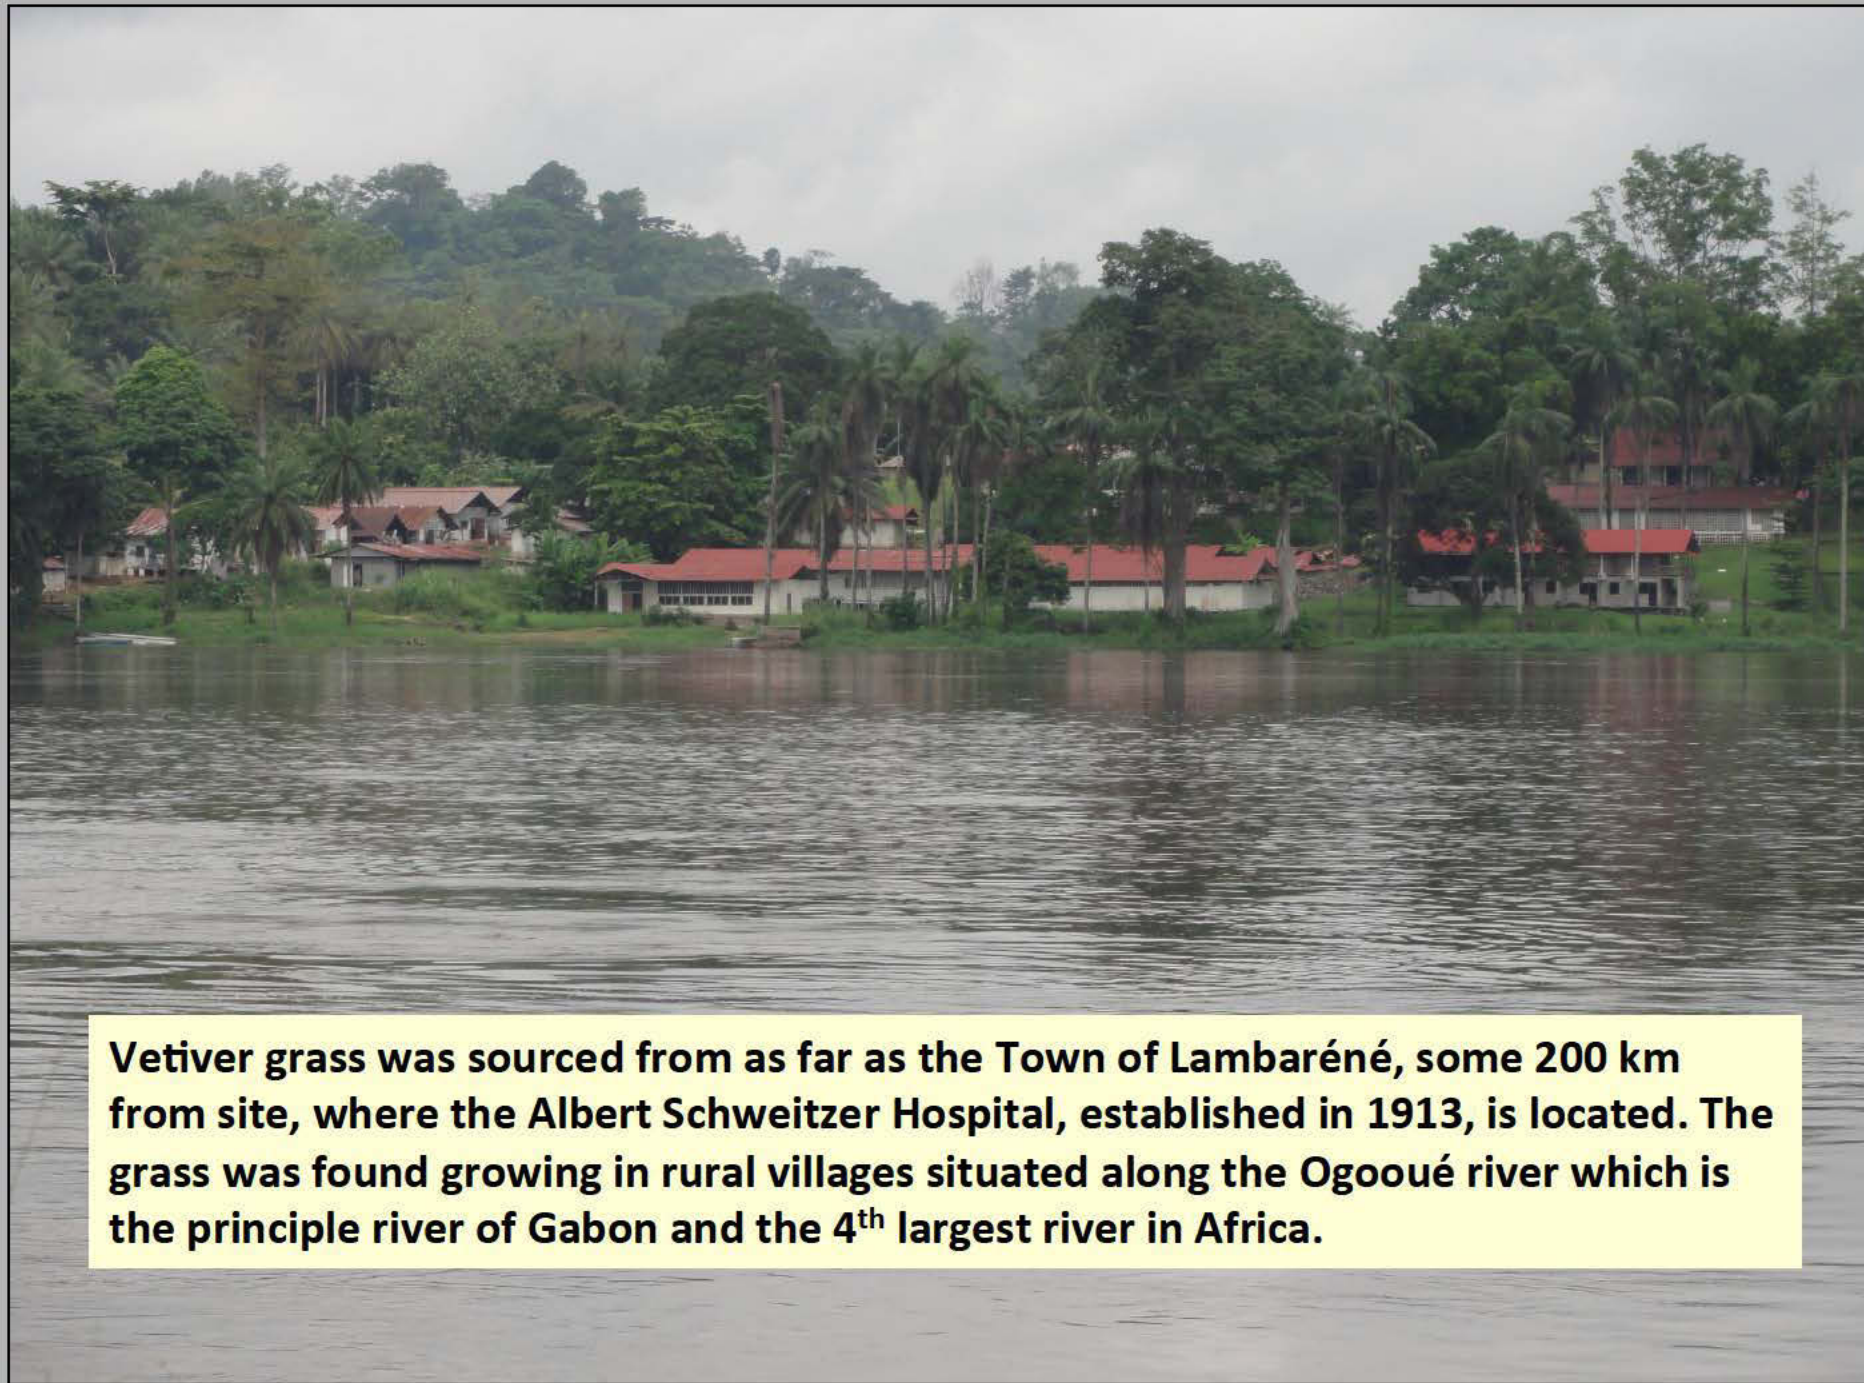 Vetiver grass was sourced from as far as the Town of Lambaréné, some 200 km
from site, where the Albert Schweitzer Hospital, established in 1913, is located. The
grass was found growing in rural villages situated along the Ogooué river which is
the principle river of Gabon and the 4th largest river in Africa.